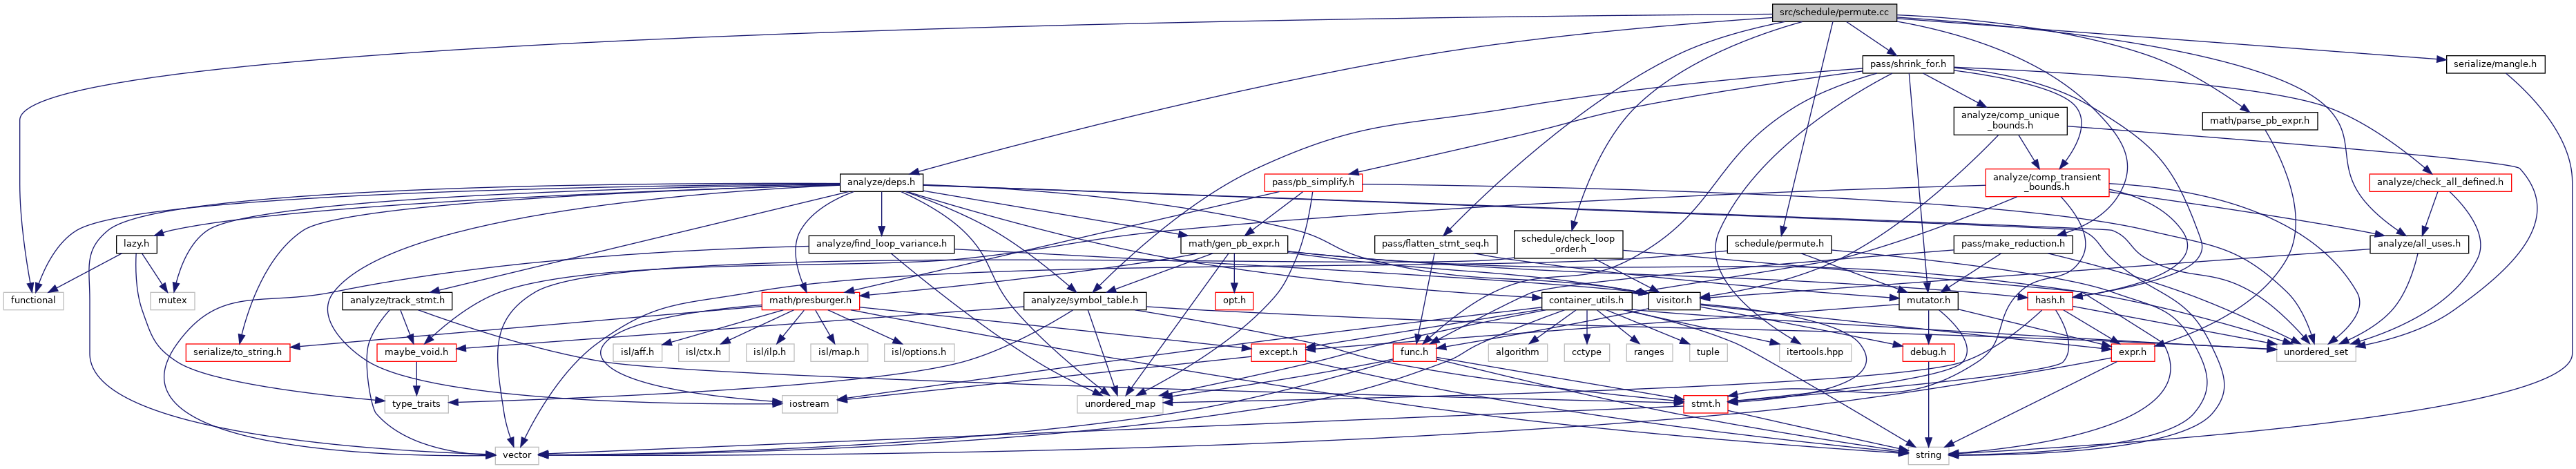 src/schedule/permute.cc
pass/shrink_for.h
serialize/mangle.h
analyze/comp_unique
_bounds.h
math/parse_pb_expr.h
analyze/deps.h
pass/pb_simplify.h
analyze/comp_transient
_bounds.h
analyze/check_all_defined.h
lazy.h
analyze/find_loop_variance.h
math/gen_pb_expr.h
pass/flatten_stmt_seq.h
schedule/check_loop
_order.h
schedule/permute.h
pass/make_reduction.h
analyze/all_uses.h
functional
mutex
analyze/track_stmt.h
math/presburger.h
analyze/symbol_table.h
opt.h
container_utils.h
visitor.h
mutator.h
hash.h
serialize/to_string.h
maybe_void.h
isl/aff.h
isl/ctx.h
isl/ilp.h
isl/map.h
isl/options.h
except.h
func.h
algorithm
cctype
ranges
tuple
itertools.hpp
debug.h
expr.h
unordered_set
type_traits
iostream
unordered_map
stmt.h
vector
string